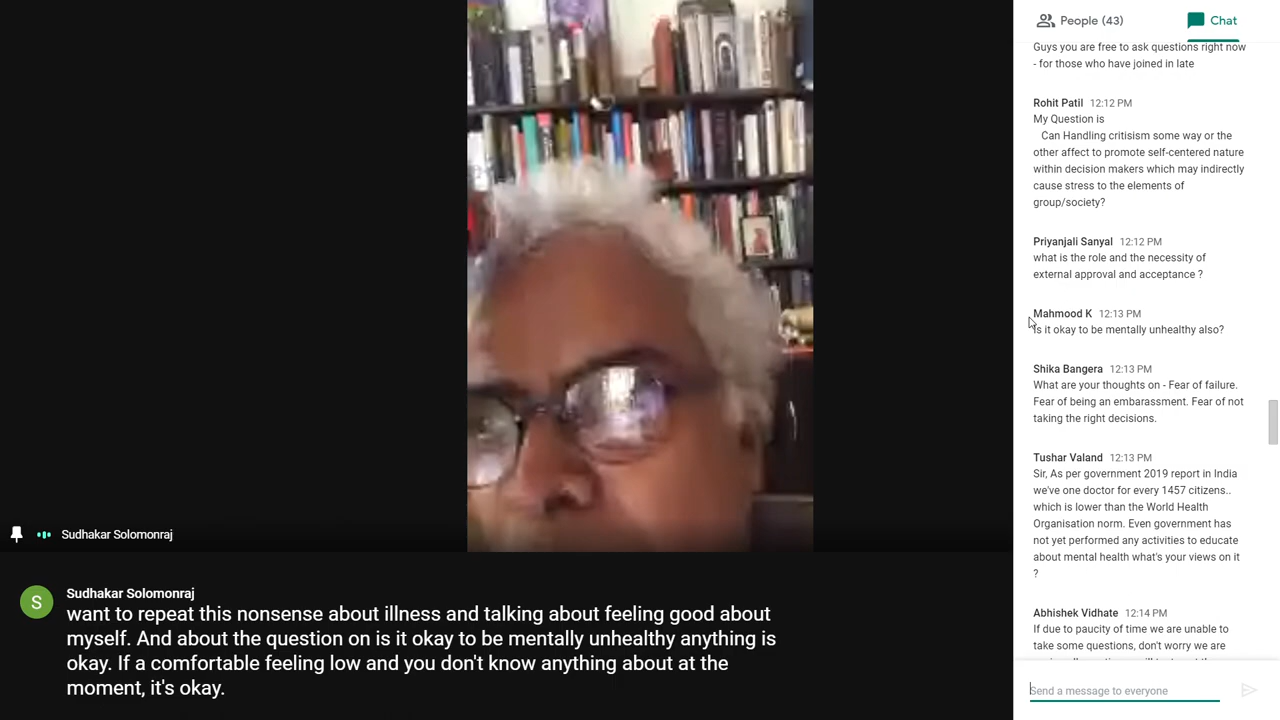 People (43)
Chat
Guys you are free to ask questions right now
- for those who have joined in late
Rohit Patil 12:12 PM
My Question is
Can Handling critisism some way or the
other affect to promote self-centered nature
within decision makers which may indirectly
cause stress to the elements of
group/society?
Priyanjali Sanyal 12:12 PM
what is the role and the necessity of
external approval and acceptance ?
Mahmood K 12:13 PM
Is it okay to be mentally unhealthy also?
Shika Bangera 12:13 PM
What are your thoughts on - Fear of failure.
Fear of being an embarassment. Fear of not
taking the right decisions.
Tushar Valand 12:13 PM
Sir, As per government 2019 report in India
we've one doctor for every 1457 citizens..
which is lower than the World Health
Organisation norm. Even government has
not yet performed any activities to educate
about mental health what's your views on it
?
Abhishek Vidhate 12:14 PM
If due to paucity of time we are unable to
take some questions, don't worry we are
Send a message to everyone
Sudhakar Solomonraj
S
Sudhakar Solomonraj
want to repeat this nonsense about illness and talking about feeling good about
myself. And about the question on is it okay to be mentally unhealthy anything is
okay. If a comfortable feeling low and you don't know anything about at the
moment, it's okay.